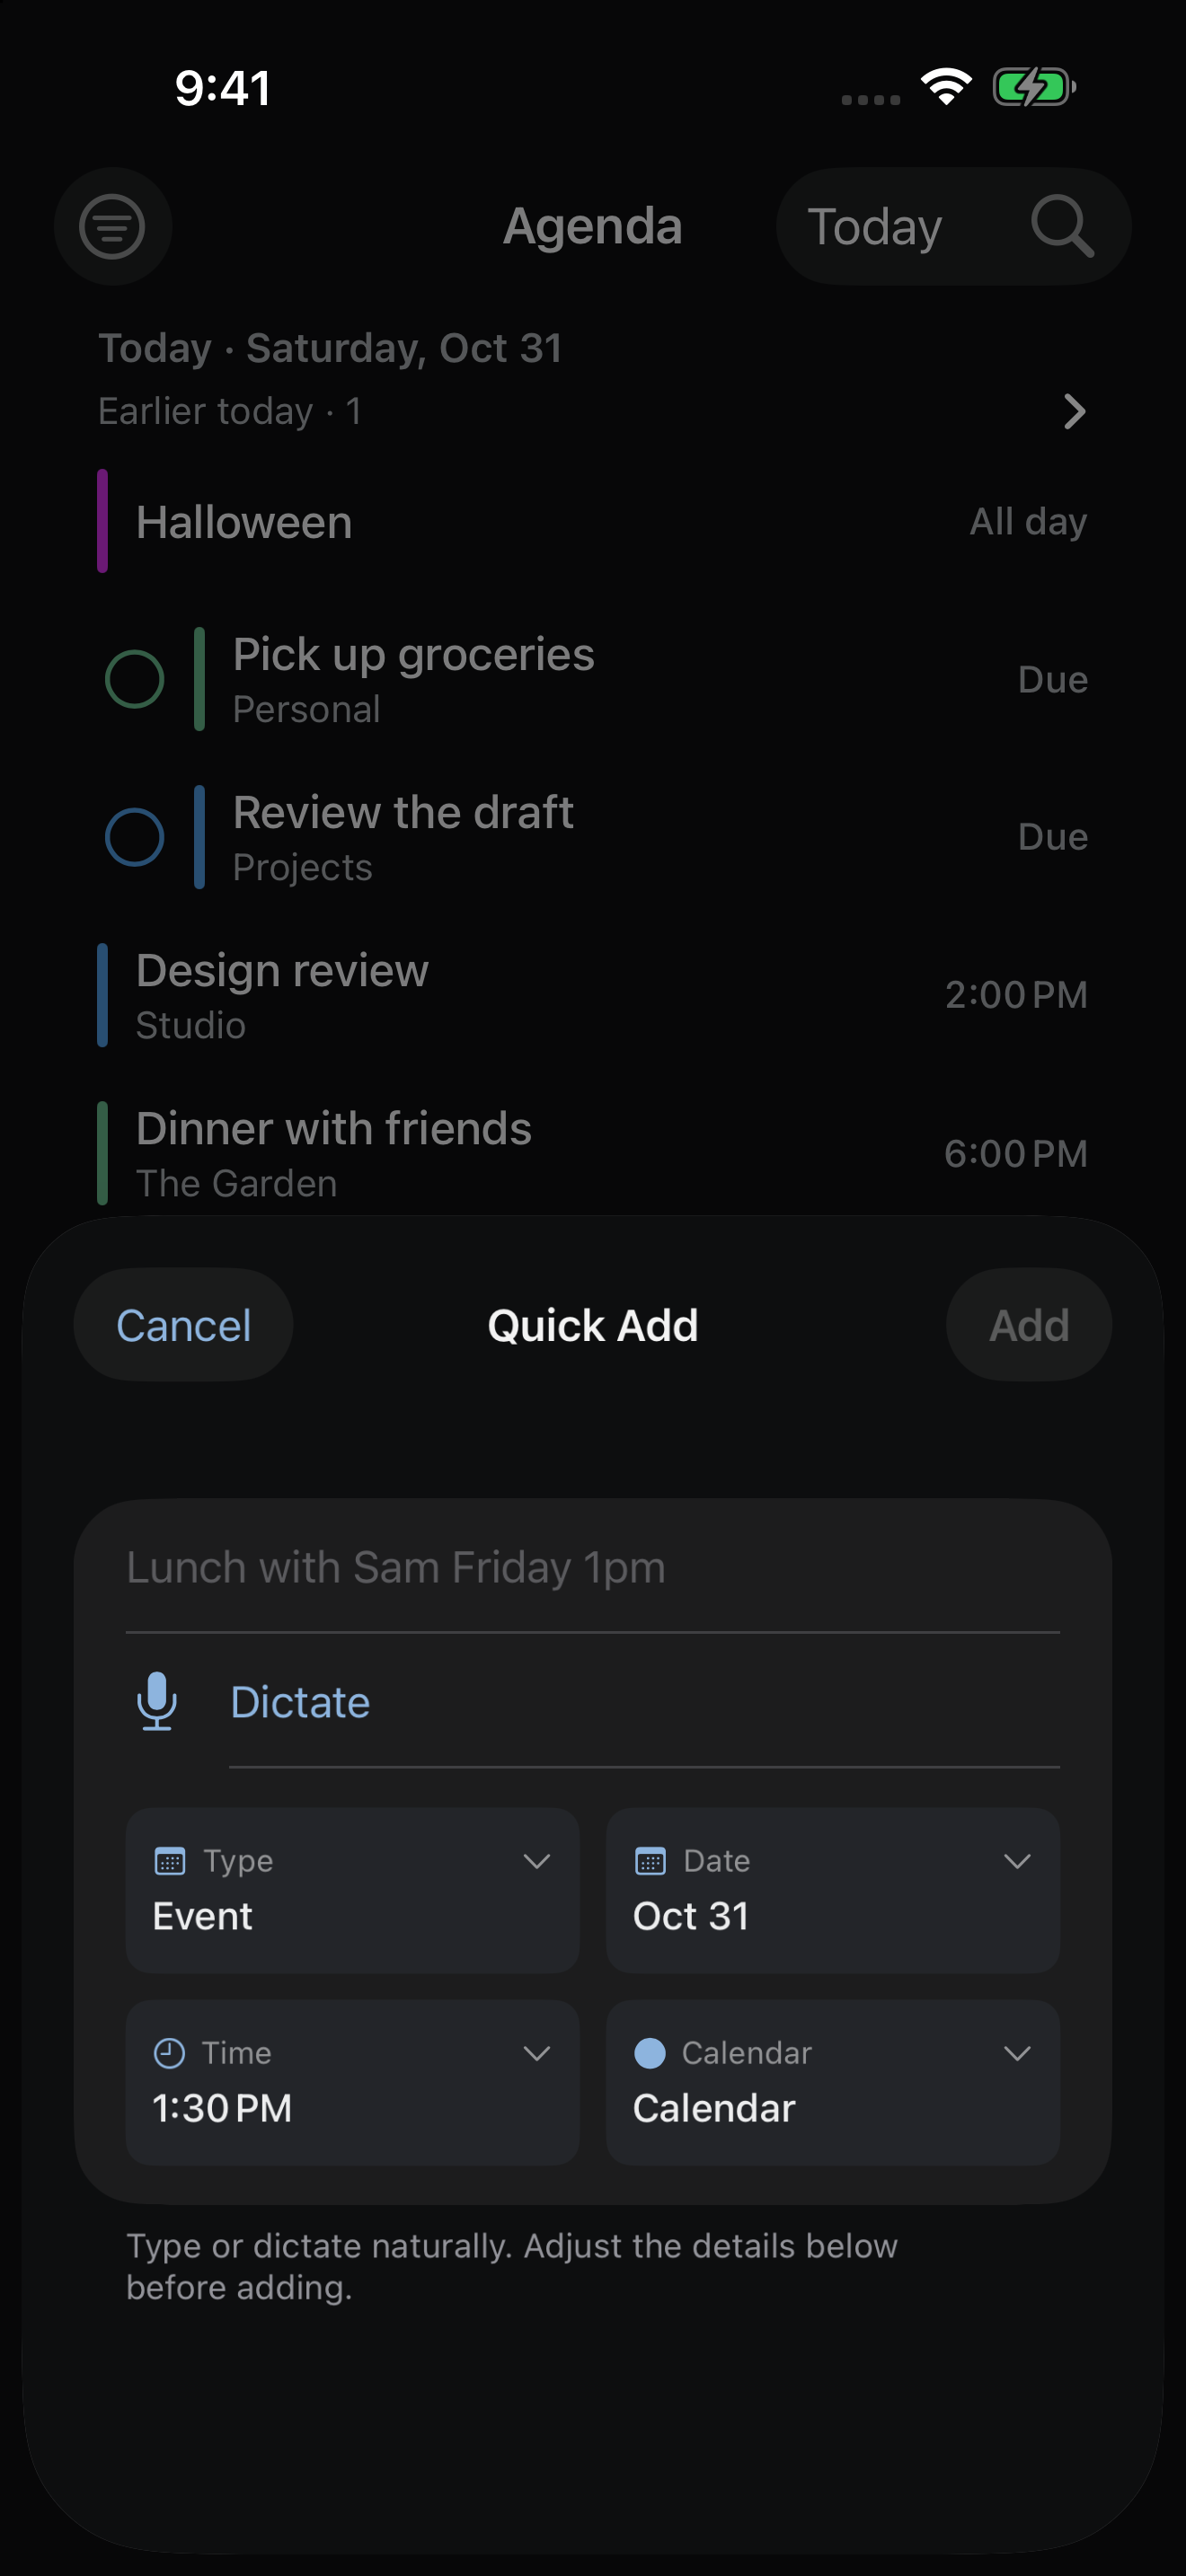 9:41
Agenda
Today
Today · Saturday, Oct 31
Earlier today · 1
Halloween
All day
Pick up groceries
Personal
Due
Review the draft
Projects
Due
Design review
Studio
2:00 PM
Dinner with friends
The Garden
6:00 PM
Cancel
Quick Add
Add
Lunch with Sam Friday 1pm
Dictate
Type
Event
Date
Oct 31
Time
1:30 PM
Calendar
Calendar
Type or dictate naturally. Adjust the details below
before adding.